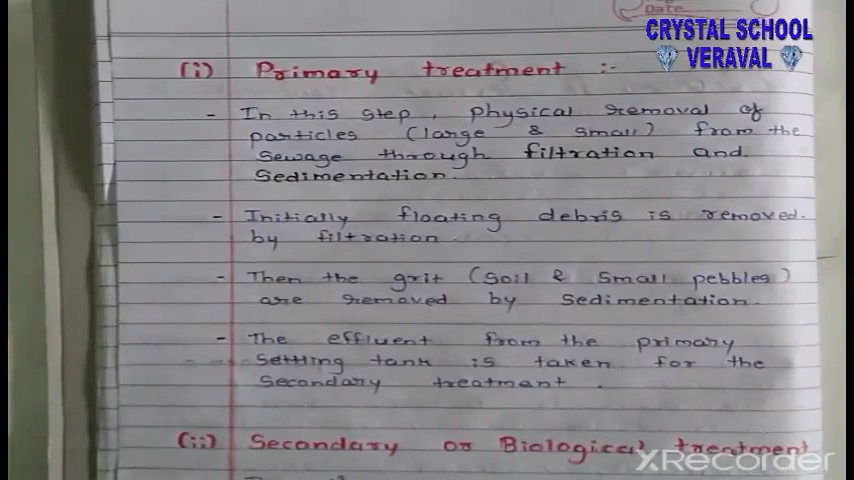 Date
CRYSTAL SCHOOL
VERAVAL
(i) Primary treatment :-
- In this step, physical removal of
particles (large & small) from the
sewage through filtration and
sedimentation.
- Initially floating debris is removed.
by filtration.
- Then the grit (soil & small pebbles)
are removed by sedimentation.
- The effluent from the primary
settling tank is taken for the
secondary treatment.
(ii) Secondary or Biological treatment
XRecorder